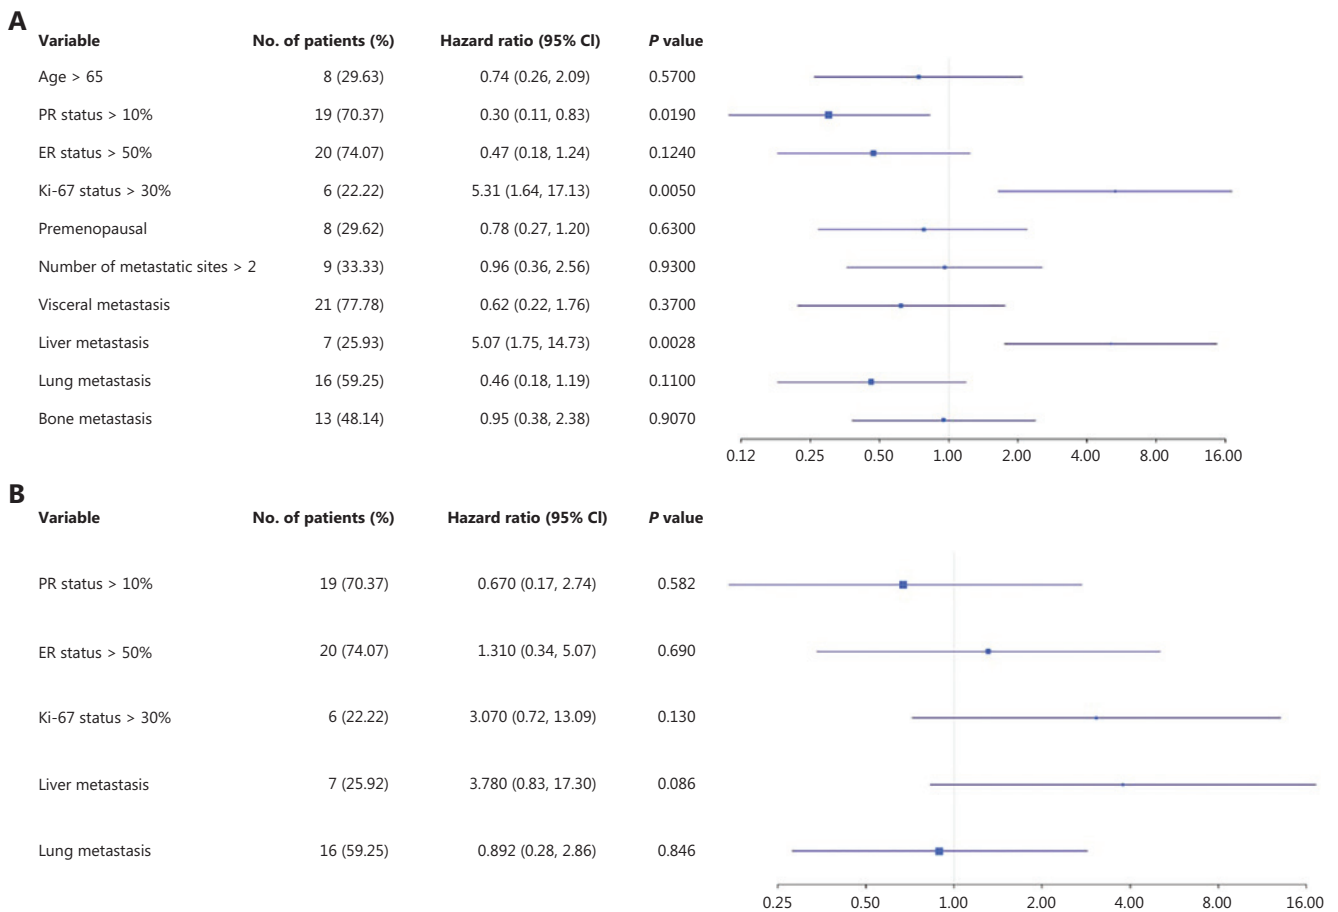 A
Variable No. of patients (%) Hazard ratio (95% Cl) P value
Age > 65 8 (29.63) 0.74 (0.26, 2.09) 0.5700
PR status > 10% 19 (70.37) 0.30 (0.11, 0.83) 0.0190
ER status > 50% 20 (74.07) 0.47 (0.18, 1.24) 0.1240
Ki-67 status > 30% 6 (22.22) 5.31 (1.64, 17.13) 0.0050
Premenopausal 8 (29.62) 0.78 (0.27, 1.20) 0.6300
Number of metastatic sites > 2 9 (33.33) 0.96 (0.36, 2.56) 0.9300
Visceral metastasis 21 (77.78) 0.62 (0.22, 1.76) 0.3700
Liver metastasis 7 (25.93) 5.07 (1.75, 14.73) 0.0028
Lung metastasis 16 (59.25) 0.46 (0.18, 1.19) 0.1100
Bone metastasis 13 (48.14) 0.95 (0.38, 2.38) 0.9070
0.12 0.25 0.50 1.00 2.00 4.00 8.00 16.00
B
Variable No. of patients (%) Hazard ratio (95% Cl) P value
PR status > 10% 19 (70.37) 0.670 (0.17, 2.74) 0.582
ER status > 50% 20 (74.07) 1.310 (0.34, 5.07) 0.690
Ki-67 status > 30% 6 (22.22) 3.070 (0.72, 13.09) 0.130
Liver metastasis 7 (25.92) 3.780 (0.83, 17.30) 0.086
Lung metastasis 16 (59.25) 0.892 (0.28, 2.86) 0.846
0.25 0.50 1.00 2.00 4.00 8.00 16.00